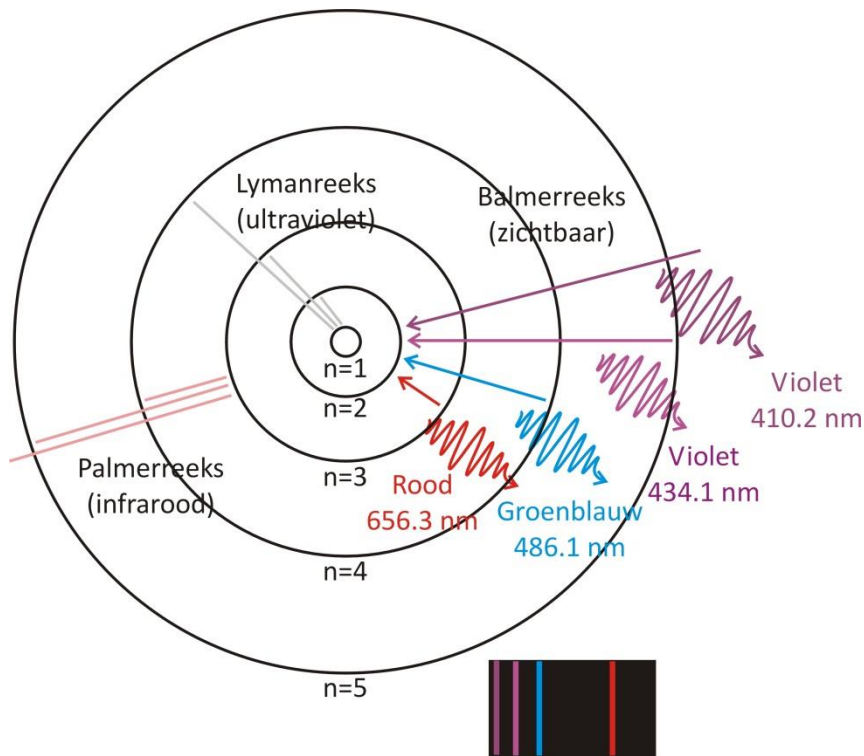 Lymanreeks
(ultraviolet)
Balmerreeks
(zichtbaar)
n=1
n=2
n=3
n=4
n=5
Palmerreeks
(infrarood)
Rood
656.3 nm
Groenblauw
486.1 nm
Violet
434.1 nm
Violet
410.2 nm